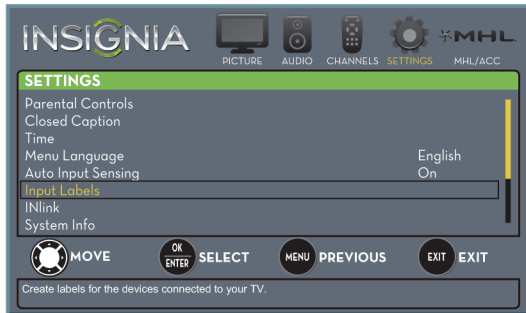 INSIGNIA
PICTURE AUDIO CHANNELS SETTINGS MHL MHL/ACC
SETTINGS
Parental Controls
Closed Caption
Time
Menu Language English
Auto Input Sensing On
Input Labels
INlink
System Info
MOVE OK ENTER SELECT MENU PREVIOUS EXIT EXIT
Create labels for the devices connected to your TV.